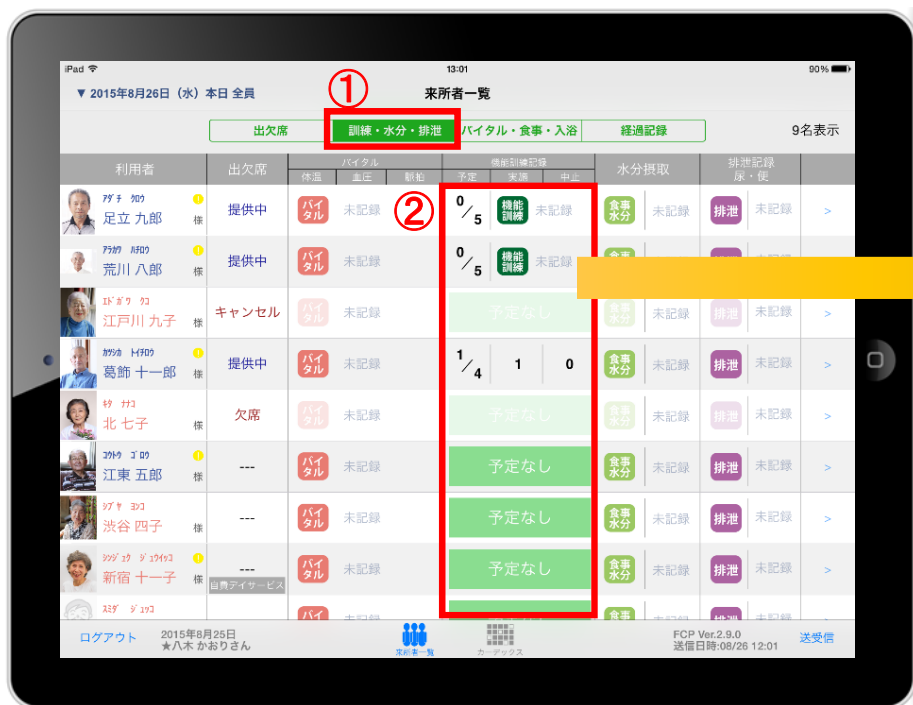 iPad 13:01 90%
▼ 2015年8月26日（水）本日 全員 来所者一覧
①
出欠席 訓練・水分・排泄 バイタル・食事・入浴 経過記録 9名表示
利用者 出欠席 バイタル 機能訓練記録 水分摂取 排泄記録
体温 血圧 脈拍 予定 実施 中止 尿・便
②
ｱﾀﾞﾁ ｸﾛｳ
足立 九郎 様 提供中 バイタル 未記録 0/5 機能訓練 未記録 食事水分 未記録 排泄 未記録 >
ｱﾗｶﾜ ﾊﾁﾛｳ
荒川 八郎 様 提供中 バイタル 未記録 0/5 機能訓練 未記録
ｴﾄﾞｶﾞﾜ ｸｺ
江戸川 九子 様 キャンセル バイタル 未記録 予定なし 食事水分 未記録 排泄 未記録 >
ｶﾂｼｶ ﾄｲﾁﾛｳ
葛飾 十一郎 様 提供中 バイタル 未記録 1/4 1 0 食事水分 未記録 排泄 未記録 >
ｷﾀ ﾅﾅｺ
北 七子 様 欠席 バイタル 未記録 予定なし 食事水分 未記録 排泄 未記録 >
ｺｳﾄｳ ｺﾞﾛｳ
江東 五郎 様 --- バイタル 未記録 予定なし 食事水分 未記録 排泄 未記録 >
ｼﾌﾞﾔ ﾖﾝｺ
渋谷 四子 様 --- バイタル 未記録 予定なし 食事水分 未記録 排泄 未記録 >
ｼﾝｼﾞｭｸ ｼﾞｭｳｲﾁｺ
新宿 十一子 様 --- バイタル 未記録 予定なし 食事水分 未記録 排泄 未記録 >
自費デイサービス
ｽﾐﾀﾞ ｼﾞｭｳｺ
ログアウト 2015年8月25日 来所者一覧 カーデックス FCP Ver.2.9.0 送受信
★八木 かおりさん 送信日時:08/26 12:01